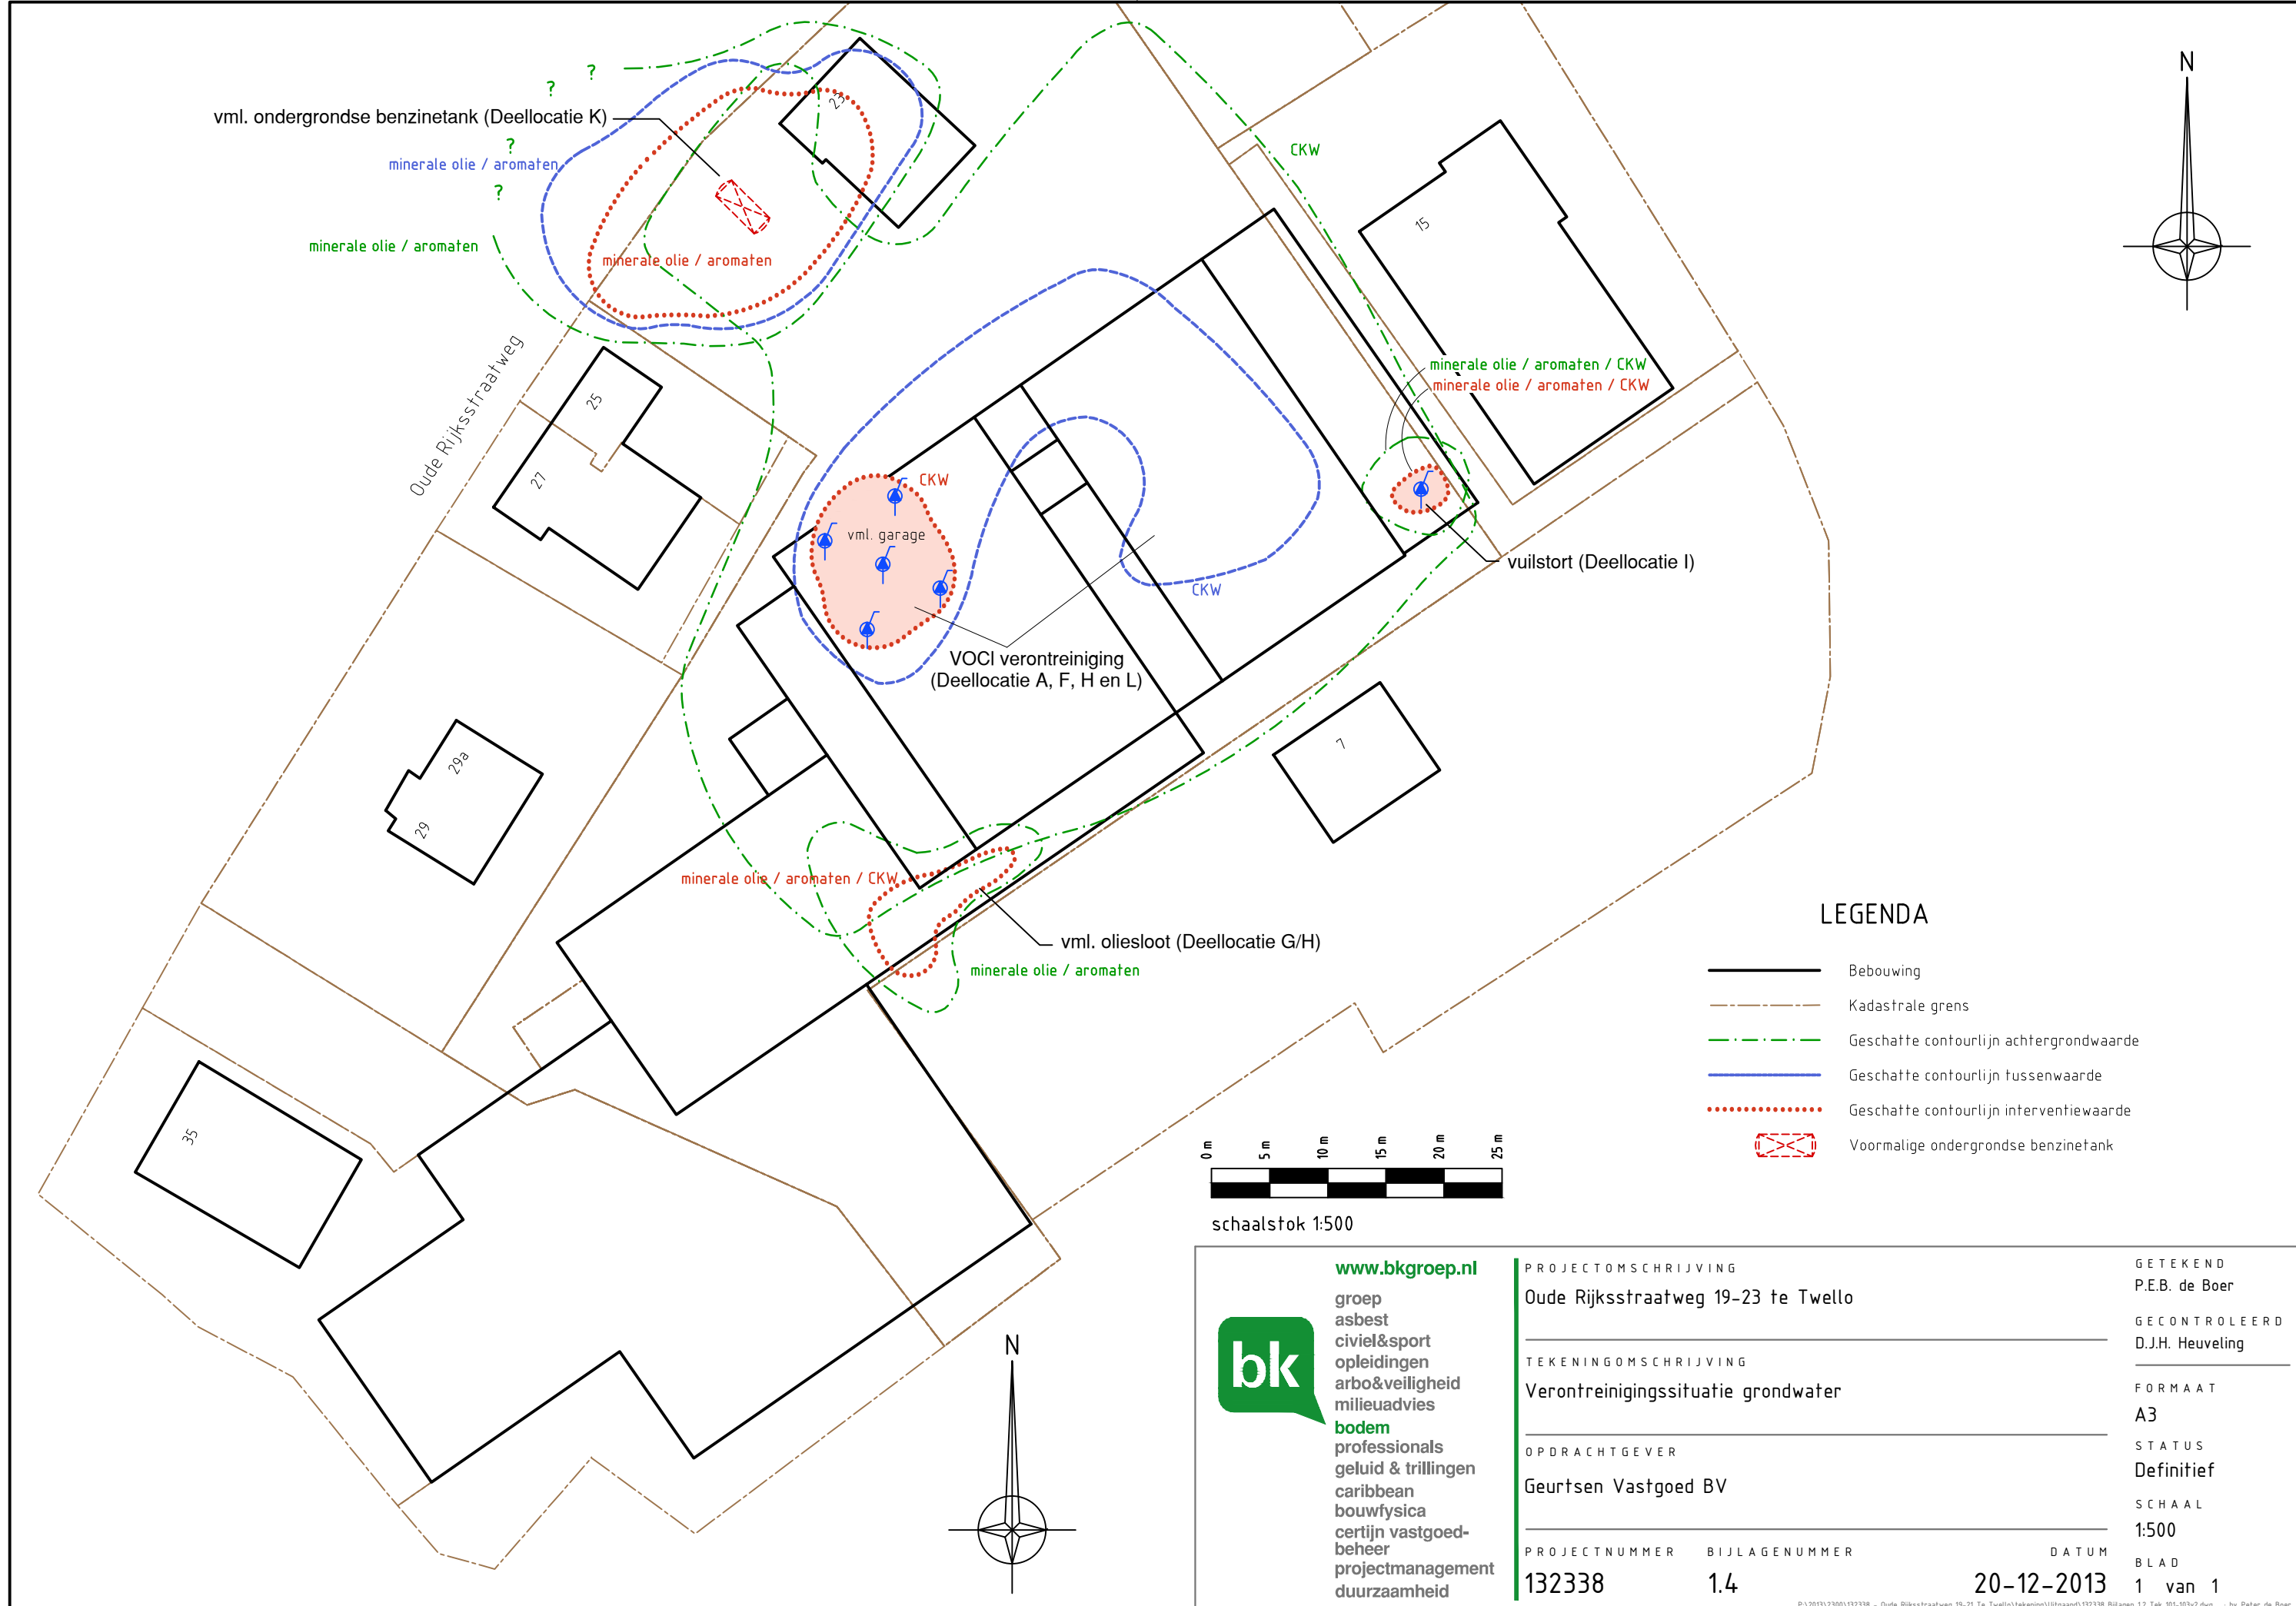 N
?
?
?
?
vml. ondergrondse benzinetank (Deellocatie K)
23
minerale olie / aromaten
CKW
15
minerale olie / aromaten
minerale olie / aromaten
Oude Rijksstraatweg
25
27
minerale olie / aromaten / CKW
minerale olie / aromaten / CKW
CKW
vml. garage
vuilstort (Deellocatie I)
CKW
VOCl verontreiniging
(Deellocatie A, F, H en L)
7
29a
29
minerale olie / aromaten / CKW
vml. oliesloot (Deellocatie G/H)
minerale olie / aromaten
35
LEGENDA
Bebouwing
Kadastrale grens
Geschatte contourlijn achtergrondwaarde
Geschatte contourlijn tussenwaarde
Geschatte contourlijn interventiewaarde
Voormalige ondergrondse benzinetank
0 m
5 m
10 m
15 m
20 m
25 m
schaalstok 1:500
N
bk
www.bkgroep.nl
groep
asbest
civiel&sport
opleidingen
arbo&veiligheid
milieuadvies
bodem
professionals
geluid & trillingen
caribbean
bouwfysica
certijn vastgoed-
beheer
projectmanagement
duurzaamheid
PROJECTOMSCHRIJVING
Oude Rijksstraatweg 19-23 te Twello
TEKENINGOMSCHRIJVING
Verontreinigingssituatie grondwater
OPDRACHTGEVER
Geurtsen Vastgoed BV
PROJECTNUMMER
132338
BIJLAGENUMMER
1.4
DATUM
20-12-2013
GETEKEND
P.E.B. de Boer
GECONTROLEERD
D.J.H. Heuveling
FORMAAT
A3
STATUS
Definitief
SCHAAL
1:500
BLAD
1 van 1